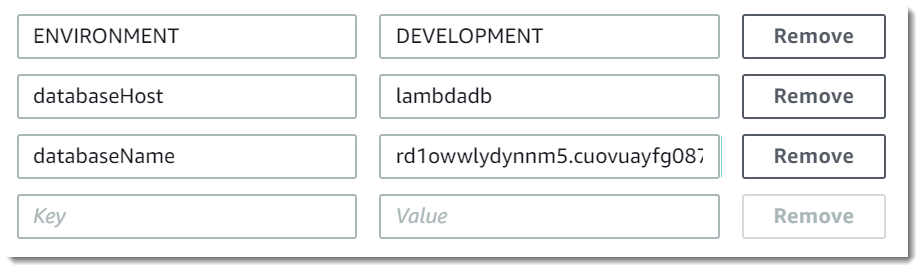 ENVIRONMENT DEVELOPMENT Remove
databaseHost lambdadb Remove
databaseName rd1owwlydynnm5.cuovuayfg087 Remove
Key Value Remove